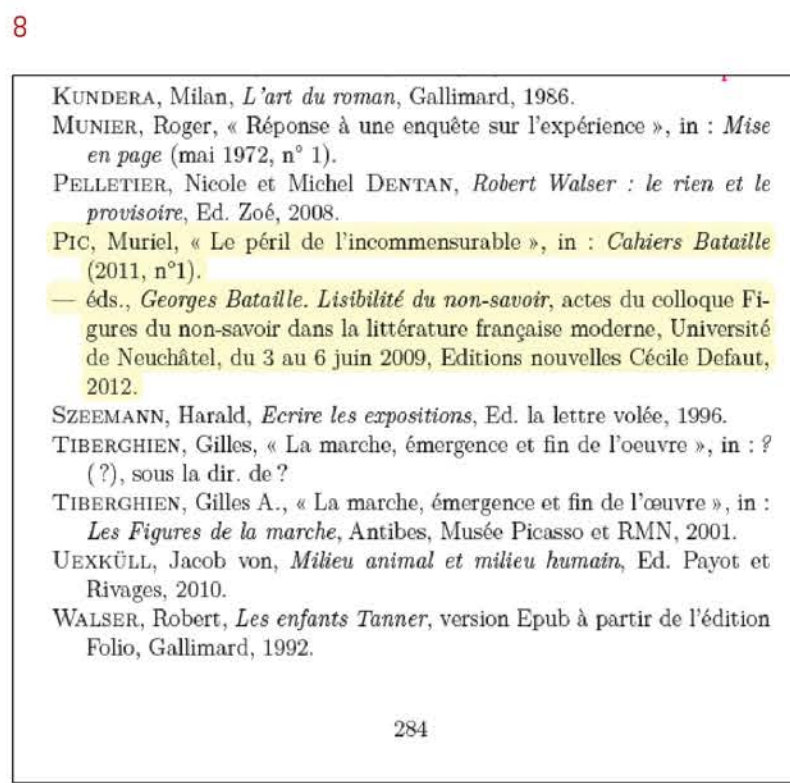 8
KUNDERA, Milan, L'art du roman, Gallimard, 1986.
MUNIER, Roger, « Réponse à une enquête sur l'expérience », in : Mise
en page (mai 1972, n° 1).
PELLETIER, Nicole et Michel DENTAN, Robert Walser : le rien et le
provisoire, Ed. Zoé, 2008.
PIC, Muriel, « Le péril de l'incommensurable », in : Cahiers Bataille
(2011, n°1).
— éds., Georges Bataille. Lisibilité du non-savoir, actes du colloque Fi-
gures du non-savoir dans la littérature française moderne, Université
de Neuchâtel, du 3 au 6 juin 2009, Editions nouvelles Cécile Defaut,
2012.
SZEEMANN, Harald, Ecrire les expositions, Ed. la lettre volée, 1996.
TIBERGHIEN, Gilles, « La marche, émergence et fin de l'oeuvre », in : ?
(?), sous la dir. de ?
TIBERGHIEN, Gilles A., « La marche, émergence et fin de l'œuvre », in :
Les Figures de la marche, Antibes, Musée Picasso et RMN, 2001.
UEXKÜLL, Jacob von, Milieu animal et milieu humain, Ed. Payot et
Rivages, 2010.
WALSER, Robert, Les enfants Tanner, version Epub à partir de l'édition
Folio, Gallimard, 1992.
284